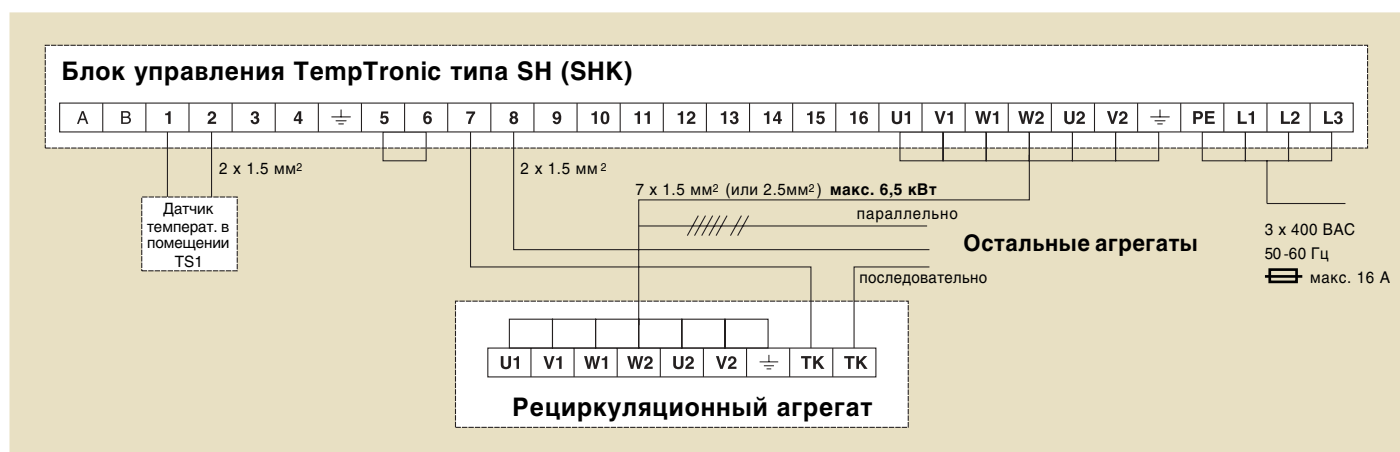 Блок управления TempTronic типа SH (SHK)
A B 1 2 3 4 ⏚ 5 6 7 8 9 10 11 12 13 14 15 16 U1 V1 W1 W2 U2 V2 ⏚ PE L1 L2 L3
2 x 1.5 мм²
2 x 1.5 мм²
7 x 1.5 мм² (или 2.5мм²) макс. 6,5 кВт
параллельно
Датчик
температ. в
помещении
TS1
Остальные агрегаты
3 x 400 ВАС
50-60 Гц
макс. 16 А
последовательно
U1 V1 W1 W2 U2 V2 ⏚ TK TK
Рециркуляционный агрегат